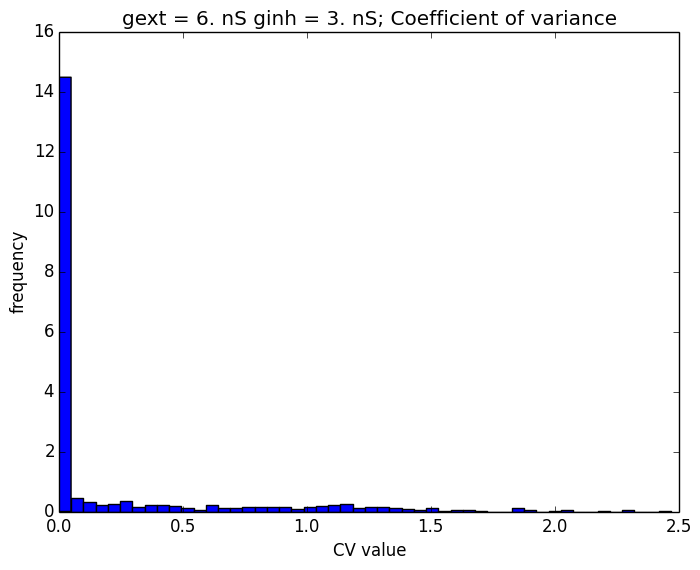 gext = 6. nS ginh = 3. nS; Coefficient of variance
16
14
12
10
8
6
4
2
0
frequency
0.0 0.5 1.0 1.5 2.0 2.5
CV value